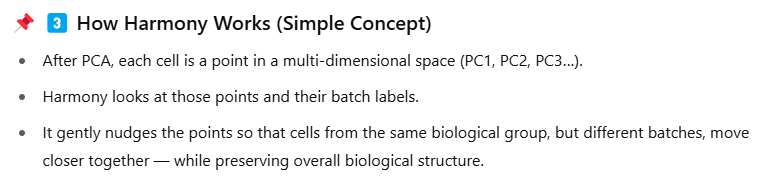 📌 3️⃣ How Harmony Works (Simple Concept)
• After PCA, each cell is a point in a multi-dimensional space (PC1, PC2, PC3...).
• Harmony looks at those points and their batch labels.
• It gently nudges the points so that cells from the same biological group, but different batches, move
closer together — while preserving overall biological structure.